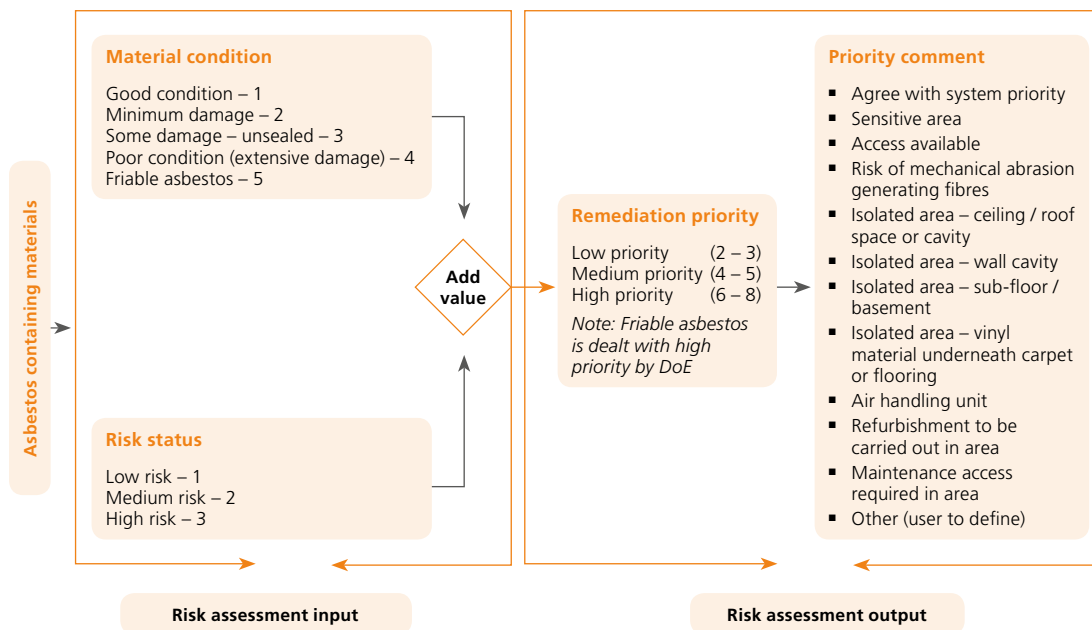 Asbestos containing materials
Material condition
Good condition – 1
Minimum damage – 2
Some damage – unsealed – 3
Poor condition (extensive damage) – 4
Friable asbestos – 5
Risk status
Low risk – 1
Medium risk – 2
High risk – 3
Add
value
Remediation priority
Low priority (2 – 3)
Medium priority (4 – 5)
High priority (6 – 8)
Note: Friable asbestos
is dealt with high
priority by DoE
Priority comment
▪ Agree with system priority
▪ Sensitive area
▪ Access available
▪ Risk of mechanical abrasion
generating fibres
▪ Isolated area – ceiling / roof
space or cavity
▪ Isolated area – wall cavity
▪ Isolated area – sub-floor /
basement
▪ Isolated area – vinyl
material underneath carpet
or flooring
▪ Air handling unit
▪ Refurbishment to be
carried out in area
▪ Maintenance access
required in area
▪ Other (user to define)
Risk assessment input
Risk assessment output